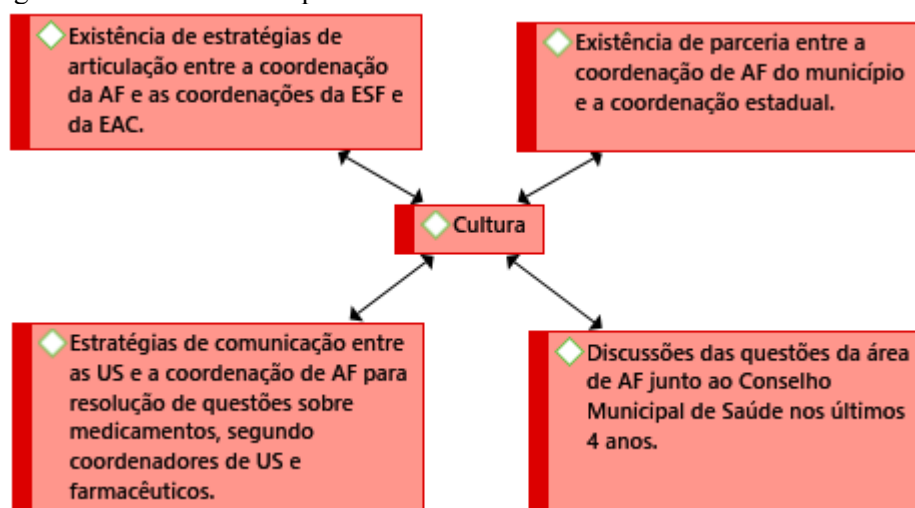 Existência de estratégias de
articulação entre a coordenação
da AF e as coordenações da ESF e
da EAC.
Existência de parceria entre a
coordenação de AF do município
e a coordenação estadual.
Cultura
Estratégias de comunicação entre
as US e a coordenação de AF para
resolução de questões sobre
medicamentos, segundo
coordenadores de US e
farmacêuticos.
Discussões das questões da área
de AF junto ao Conselho
Municipal de Saúde nos últimos
4 anos.